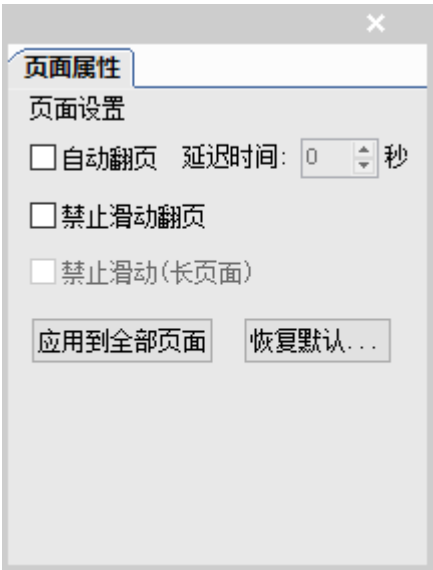 页面属性
页面设置
自动翻页 延迟时间: 0 秒
禁止滑动翻页
禁止滑动(长页面)
应用到全部页面 恢复默认...